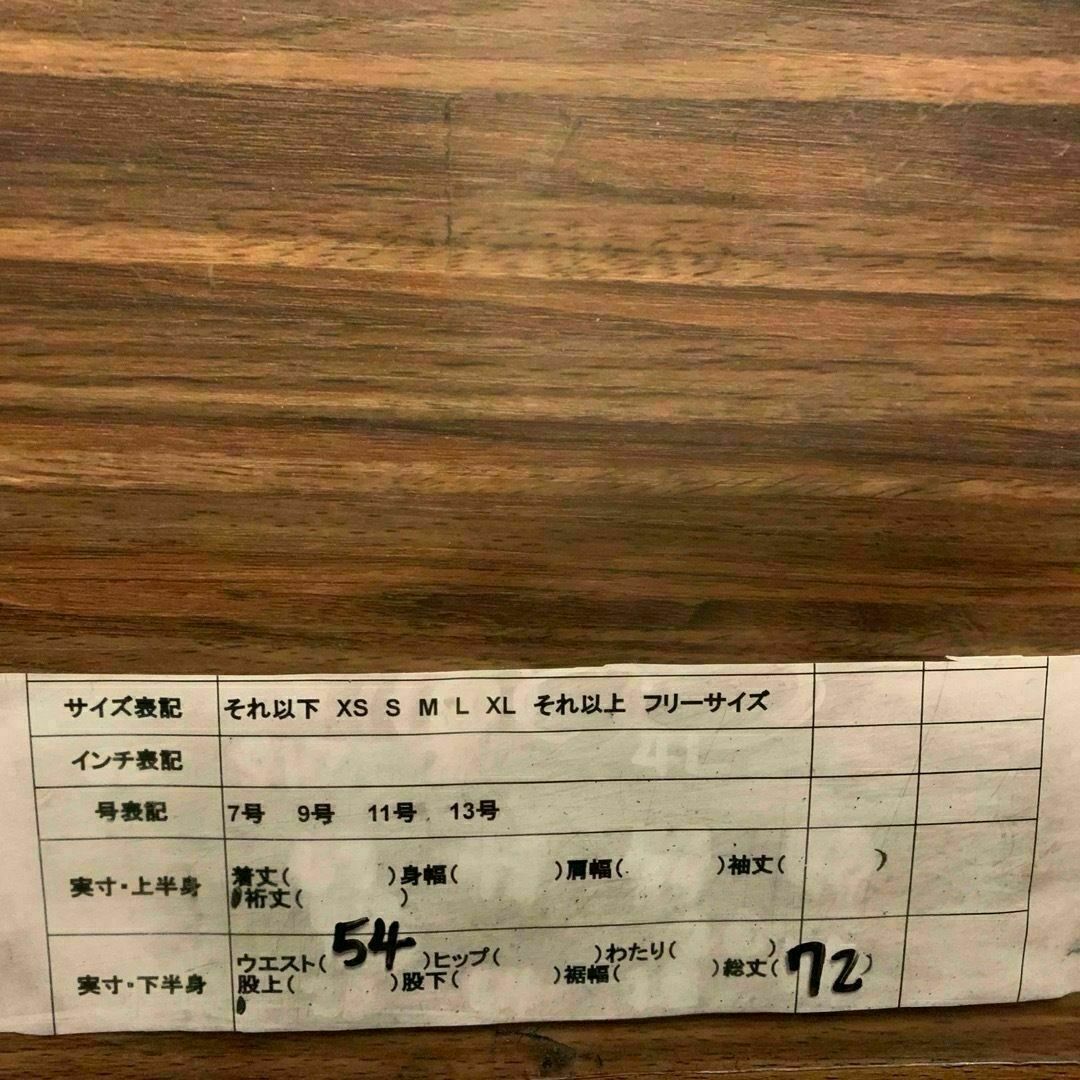 サイズ表記 それ以下 XS S M L XL それ以上 フリーサイズ
インチ表記
号表記 7号 9号 11号 13号
実寸・上半身 着丈( )身幅( )肩幅( )袖丈( )
裄丈( )
実寸・下半身 ウエスト(54)ヒップ( )わたり( )
股上( )股下( )裾幅( )総丈(72)